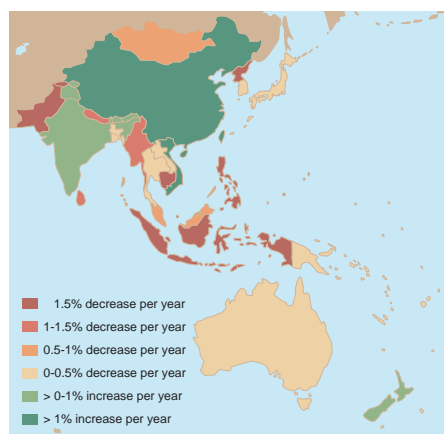 1.5% decrease per year
1-1.5% decrease per year
0.5-1% decrease per year
0-0.5% decrease per year
> 0-1% increase per year
> 1% increase per year